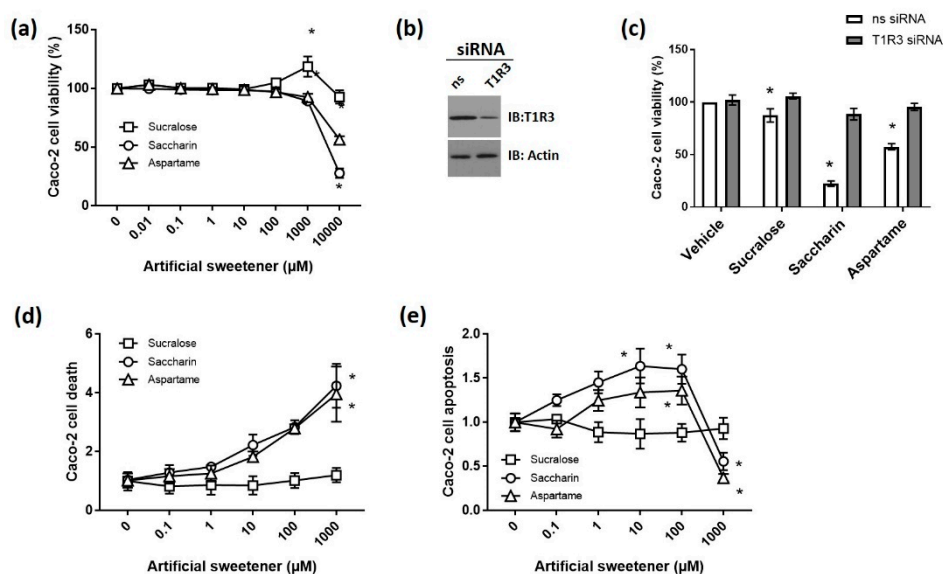 (a)
Caco-2 cell viability (%)
150
100
50
0
*
*
*
*
Sucralose
Saccharin
Aspartame
0 0.01 0.1 1 10 100 1000 10000
Artificial sweetener (µM)
(b)
siRNA
ns T1R3
IB:T1R3
IB: Actin
(c)
ns siRNA
T1R3 siRNA
Caco-2 cell viability (%)
150
100
50
0
*
*
*
Vehicle Sucralose Saccharin Aspartame
(d)
Caco-2 cell death
6
4
2
0
Sucralose
Saccharin
Aspartame
*
*
0 0.1 1 10 100 1000
Artificial sweetener (µM)
(e)
Caco-2 cell apoptosis
2.0
1.5
1.0
0.5
0.0
* *
*
*
*
Sucralose
Saccharin
Aspartame
0 0.1 1 10 100 1000
Artificial sweetener (µM)